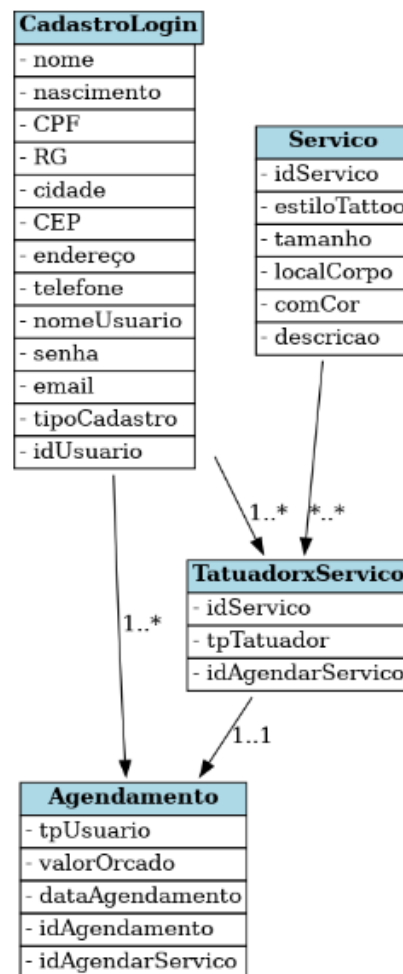 CadastroLogin
- nome
- nascimento
- CPF
- RG
- cidade
- CEP
- endereço
- telefone
- nomeUsuario
- senha
- email
- tipoCadastro
- idUsuario
Servico
- idServico
- estiloTattoo
- tamanho
- localCorpo
- comCor
- descricao
1..*
*..*
TatuadorxServico
- idServico
- tpTatuador
- idAgendarServico
1..*
1..1
Agendamento
- tpUsuario
- valorOrcado
- dataAgendamento
- idAgendamento
- idAgendarServico